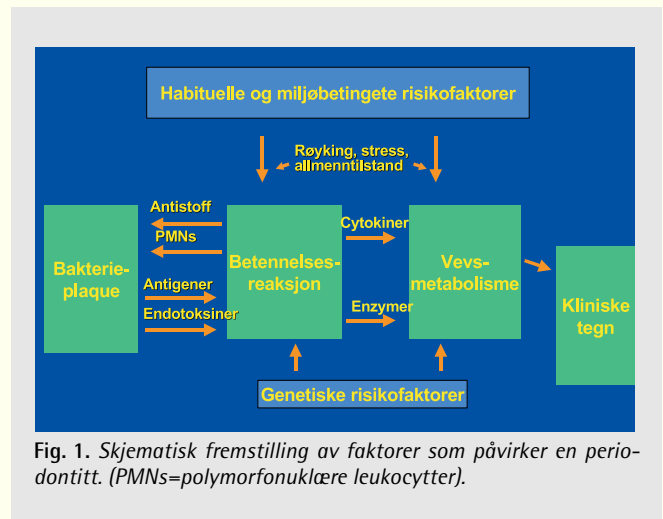 Habituelle og miljøbetingete risikofaktorer
Røyking, stress,
allmenntilstand
Antistoff
PMNs
Bakterie-
plaque
Antigener
Endotoksiner
Betennelses-
reaksjon
Cytokiner
Enzymer
Vevs-
metabolisme
Kliniske
tegn
Genetiske risikofaktorer
Fig. 1. Skjematisk fremstilling av faktorer som påvirker en perio-
dontitt. (PMNs=polymorfonuklære leukocytter).